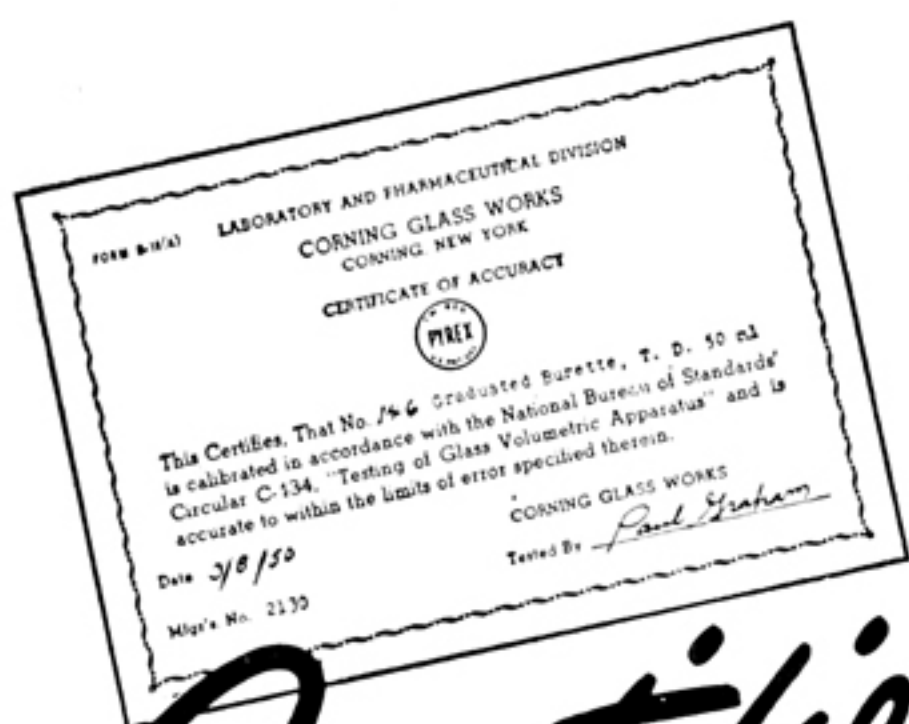 FORM
LABORATORY AND PHARMACEUTICAL DIVISION
CORNING GLASS WORKS
CORNING, NEW YORK
CERTIFICATE OF ACCURACY
PYREX
This Certifies, That No. 146 Graduated Burette, T. D. 50 ml
is calibrated in accordance with the National Bureau of Standards'
Circular C-134, "Testing of Glass Volumetric Apparatus" and is
accurate to within the limits of error specified therein.
CORNING GLASS WORKS
Date 3/8/50
Tested By Paul Graham
Mfgr's. No. 2130